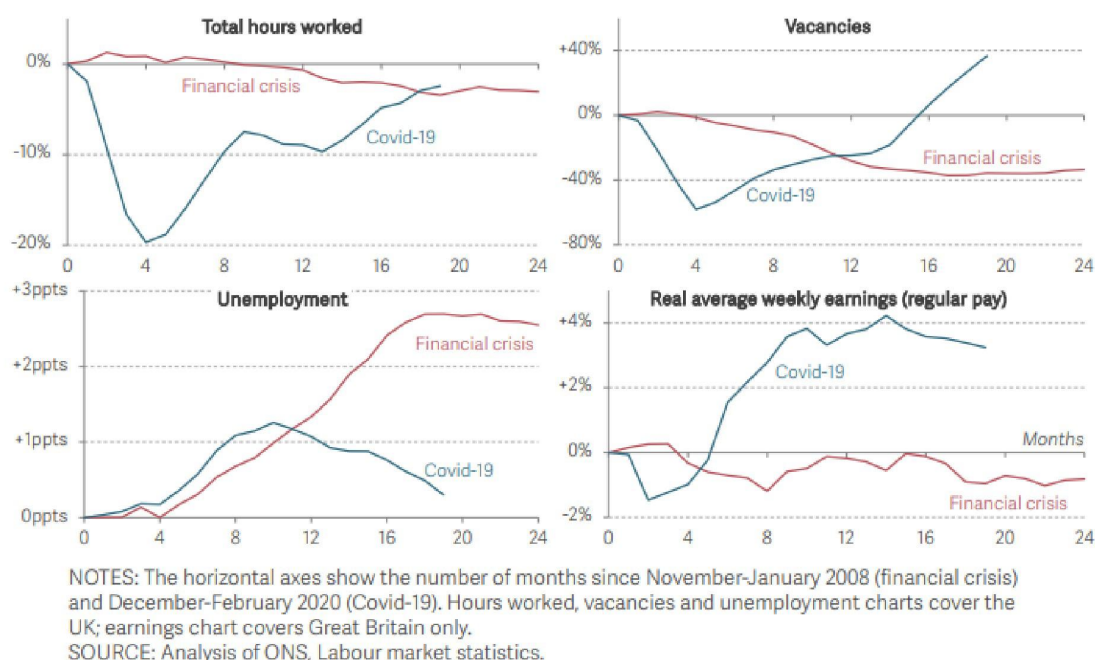 Total hours worked
0%
-10%
-20%
Financial crisis
Covid-19
0 4 8 12 16 20 24
Vacancies
+40%
0%
-40%
-80%
Financial crisis
Covid-19
0 4 8 12 16 20 24
Unemployment
+3ppts
+2ppts
+1ppts
0ppts
Financial crisis
Covid-19
0 4 8 12 16 20 24
Real average weekly earnings (regular pay)
+4%
+2%
0%
-2%
Covid-19
Months
Financial crisis
0 4 8 12 16 20 24
NOTES: The horizontal axes show the number of months since November-January 2008 (financial crisis)
and December-February 2020 (Covid-19). Hours worked, vacancies and unemployment charts cover the
UK; earnings chart covers Great Britain only.
SOURCE: Analysis of ONS, Labour market statistics.